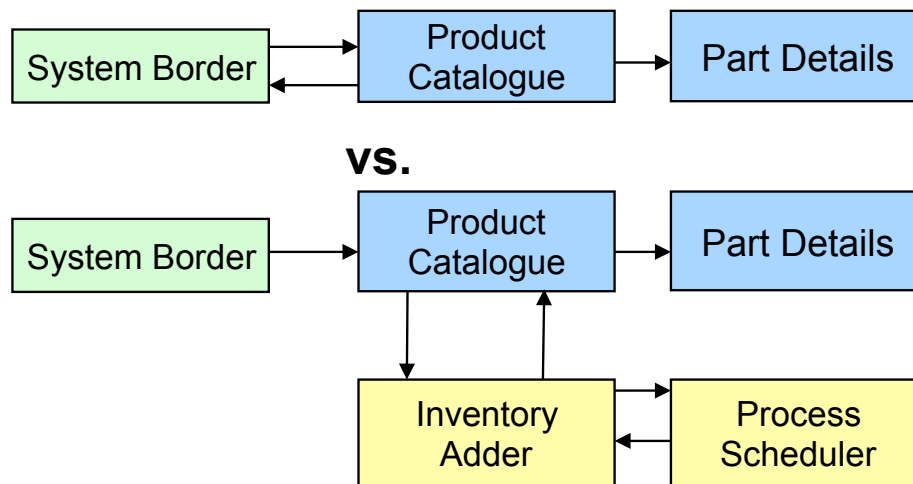 System Border
Product
Catalogue
Part Details
vs.
System Border
Product
Catalogue
Part Details
Inventory
Adder
Process
Scheduler